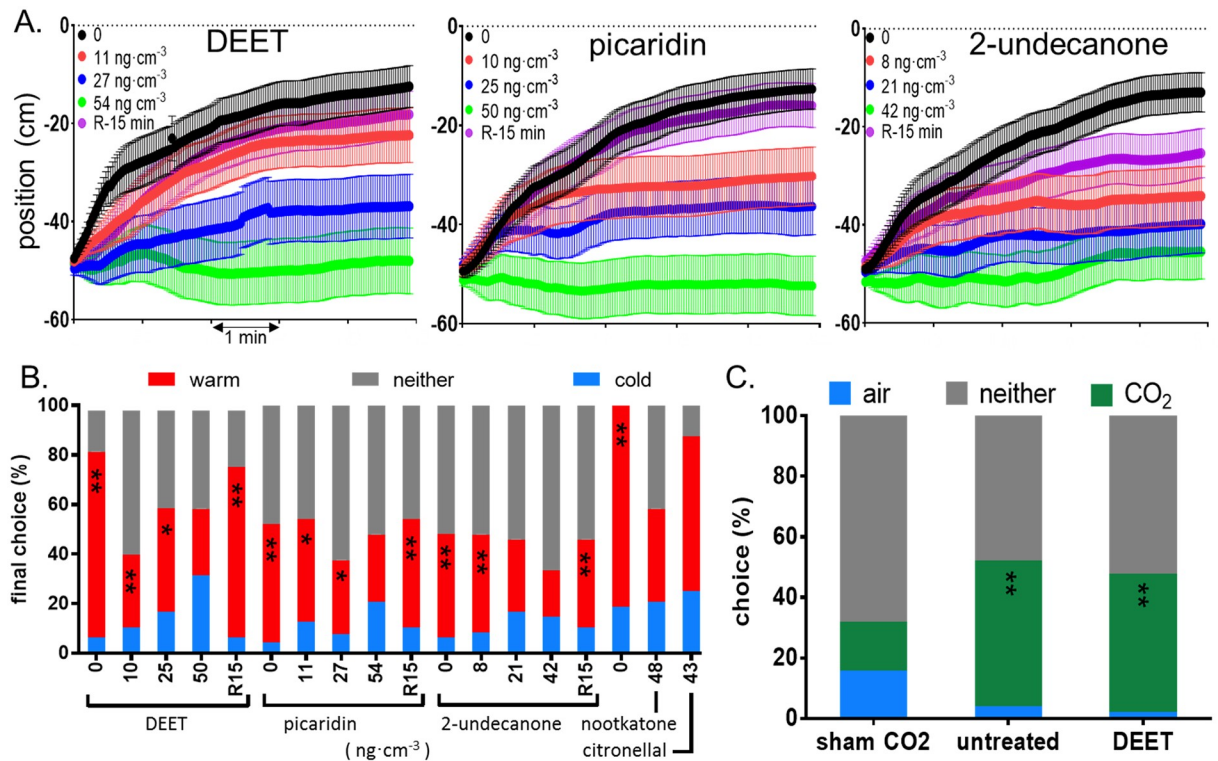 A.
DEET
0
11 ng·cm-3
27 ng·cm-3
54 ng cm-3
R-15 min
picaridin
0
10 ng·cm-3
25 ng·cm-3
50 ng·cm-3
R-15 min
2-undecanone
0
8 ng·cm-3
21 ng·cm-3
42 ng·cm-3
R-15 min
position (cm)
0
-20
-40
-60
1 min
0
-20
-40
-60
0
-20
-40
-60
B.
warm neither cold
final choice (%)
100
80
60
40
20
0
** ** * ** ** * * ** ** ** ** **
0 10 25 50 R15 0 11 27 54 R15 0 8 21 42 R15 0 48 43
DEET picaridin 2-undecanone nootkatone
( ng·cm-3 ) citronellal
C.
air neither CO2
choice (%)
100
80
60
40
20
0
** **
sham CO2 untreated DEET